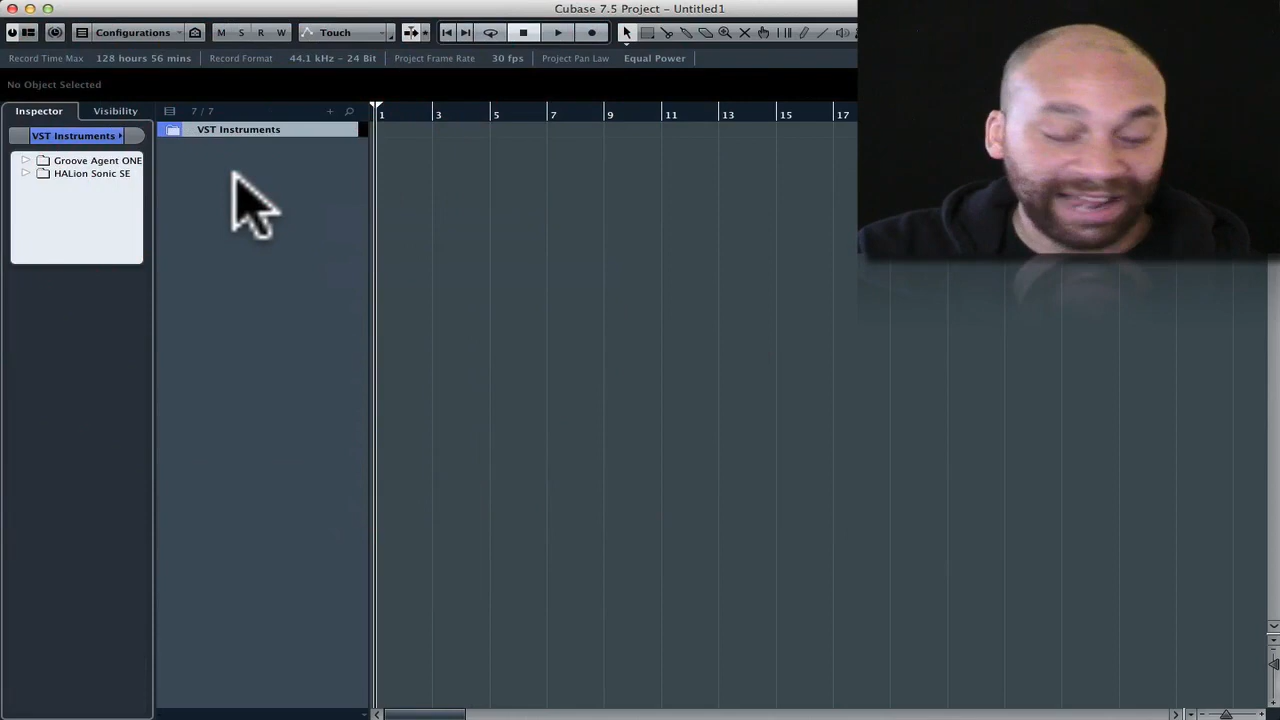 Cubase 7.5 Project - Untitled1
Configurations
M S R W
Touch
Record Time Max 128 hours 56 mins Record Format 44.1 kHz - 24 Bit Project Frame Rate 30 fps Project Pan Law Equal Power
No Object Selected
Inspector Visibility 7 / 7
1 3 5 7 9 11 13 15 17
VST Instruments
VST Instruments
Groove Agent ONE
HALion Sonic SE